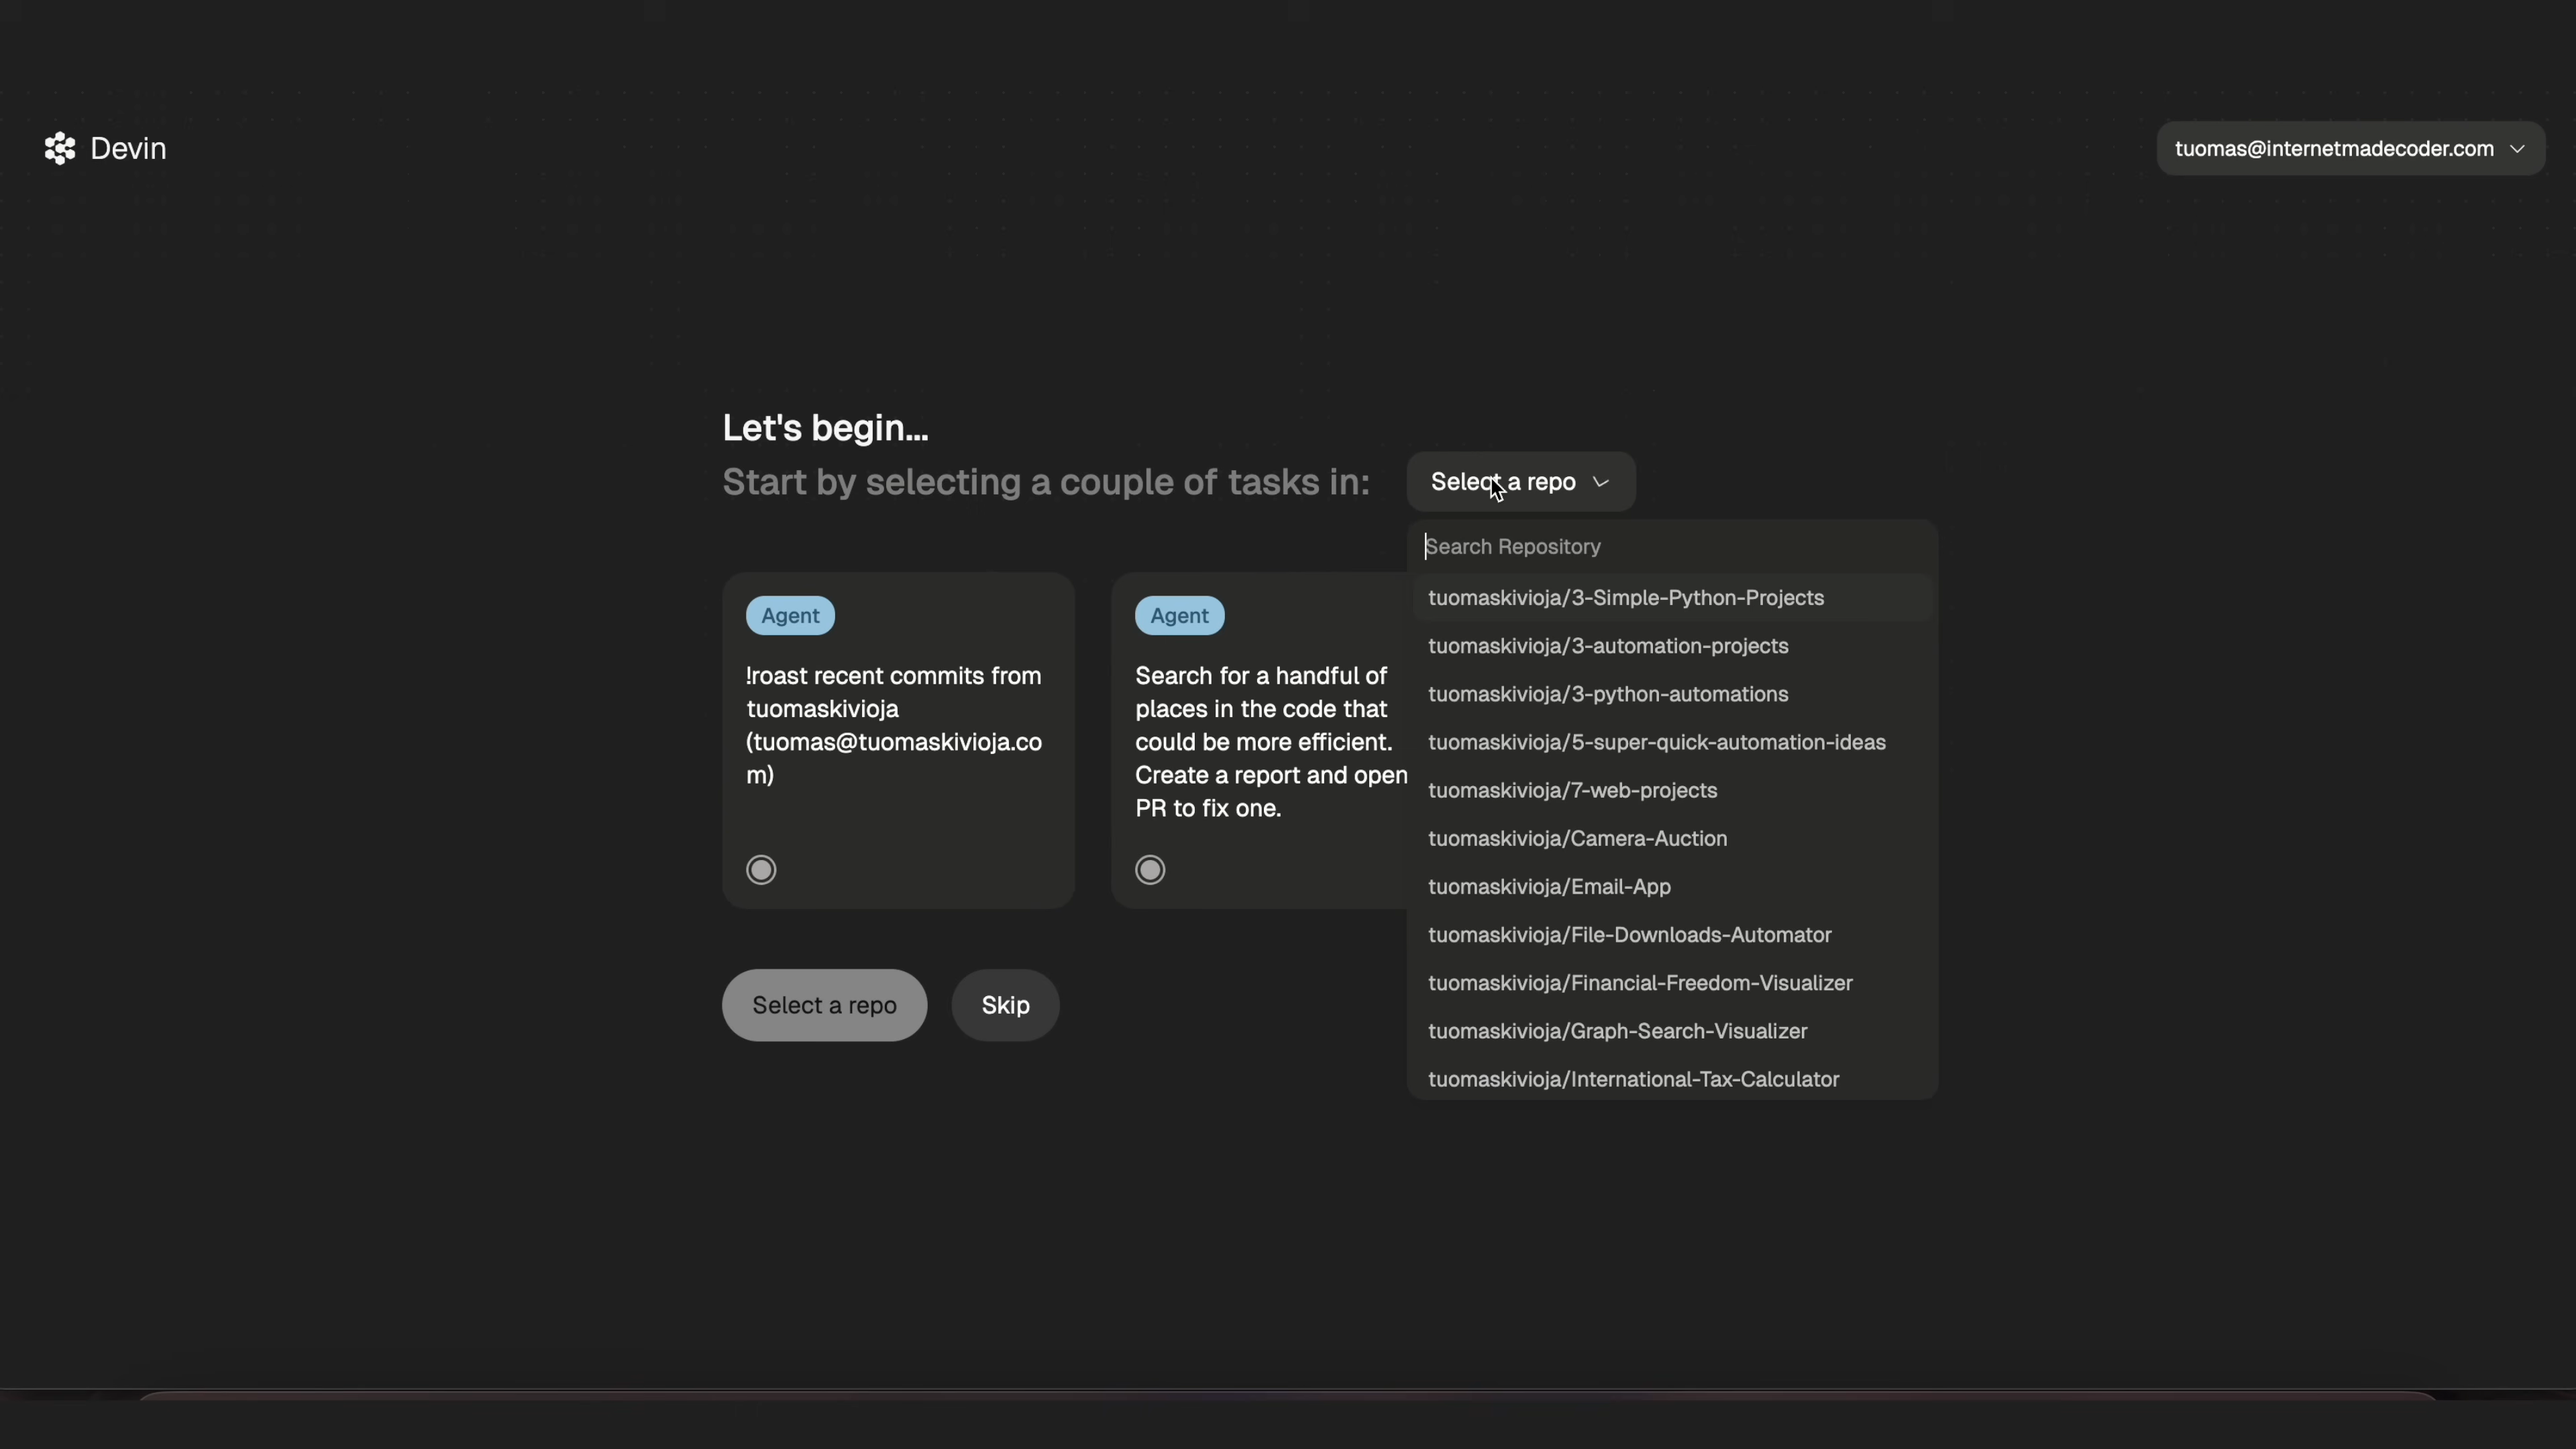 Devin
tuomas@internetmadecoder.com
Let's begin...
Start by selecting a couple of tasks in:
Select a repo
Search Repository
tuomaskivioja/3-Simple-Python-Projects
tuomaskivioja/3-automation-projects
tuomaskivioja/3-python-automations
tuomaskivioja/5-super-quick-automation-ideas
tuomaskivioja/7-web-projects
tuomaskivioja/Camera-Auction
tuomaskivioja/Email-App
tuomaskivioja/File-Downloads-Automator
tuomaskivioja/Financial-Freedom-Visualizer
tuomaskivioja/Graph-Search-Visualizer
tuomaskivioja/International-Tax-Calculator
Agent
!roast recent commits from
tuomaskivioja
(tuomas@tuomaskivioja.co
m)
Agent
Search for a handful of
places in the code that
could be more efficient.
Create a report and open
PR to fix one.
Select a repo
Skip